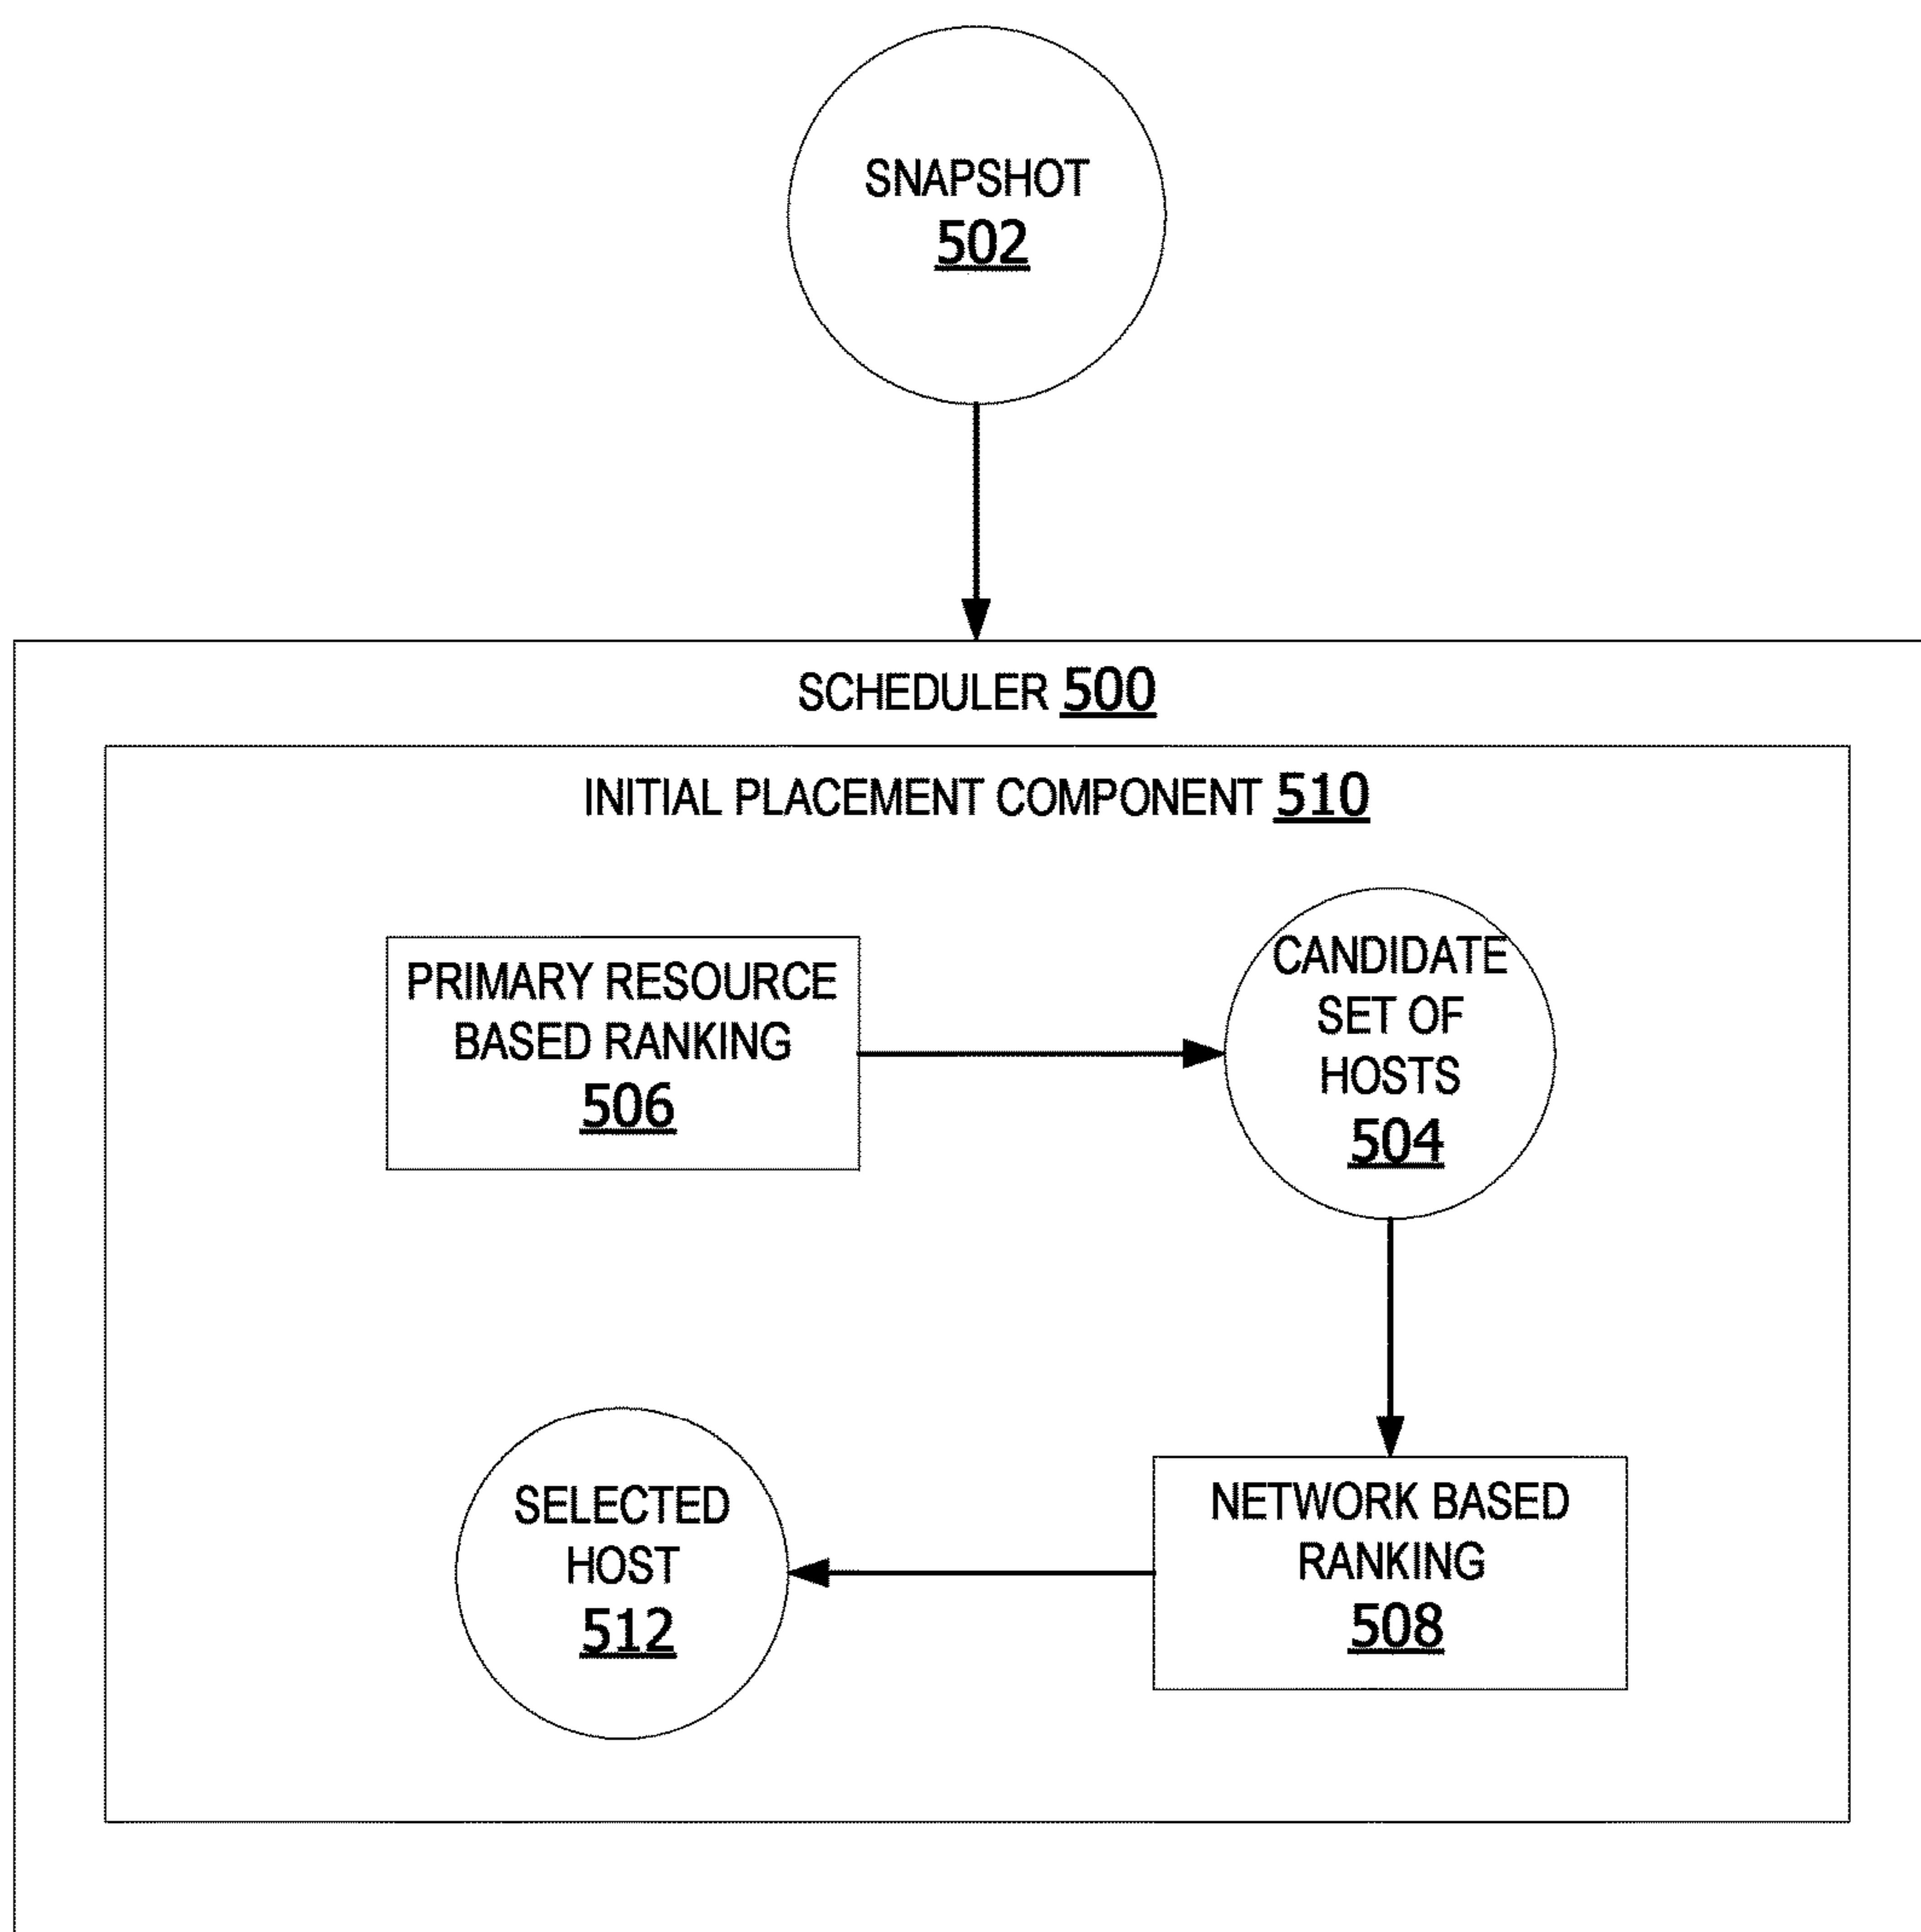 SNAPSHOT
502
SCHEDULER 500
INITIAL PLACEMENT COMPONENT 510
PRIMARY RESOURCE
BASED RANKING
506
CANDIDATE
SET OF
HOSTS
504
SELECTED
HOST
512
NETWORK BASED
RANKING
508